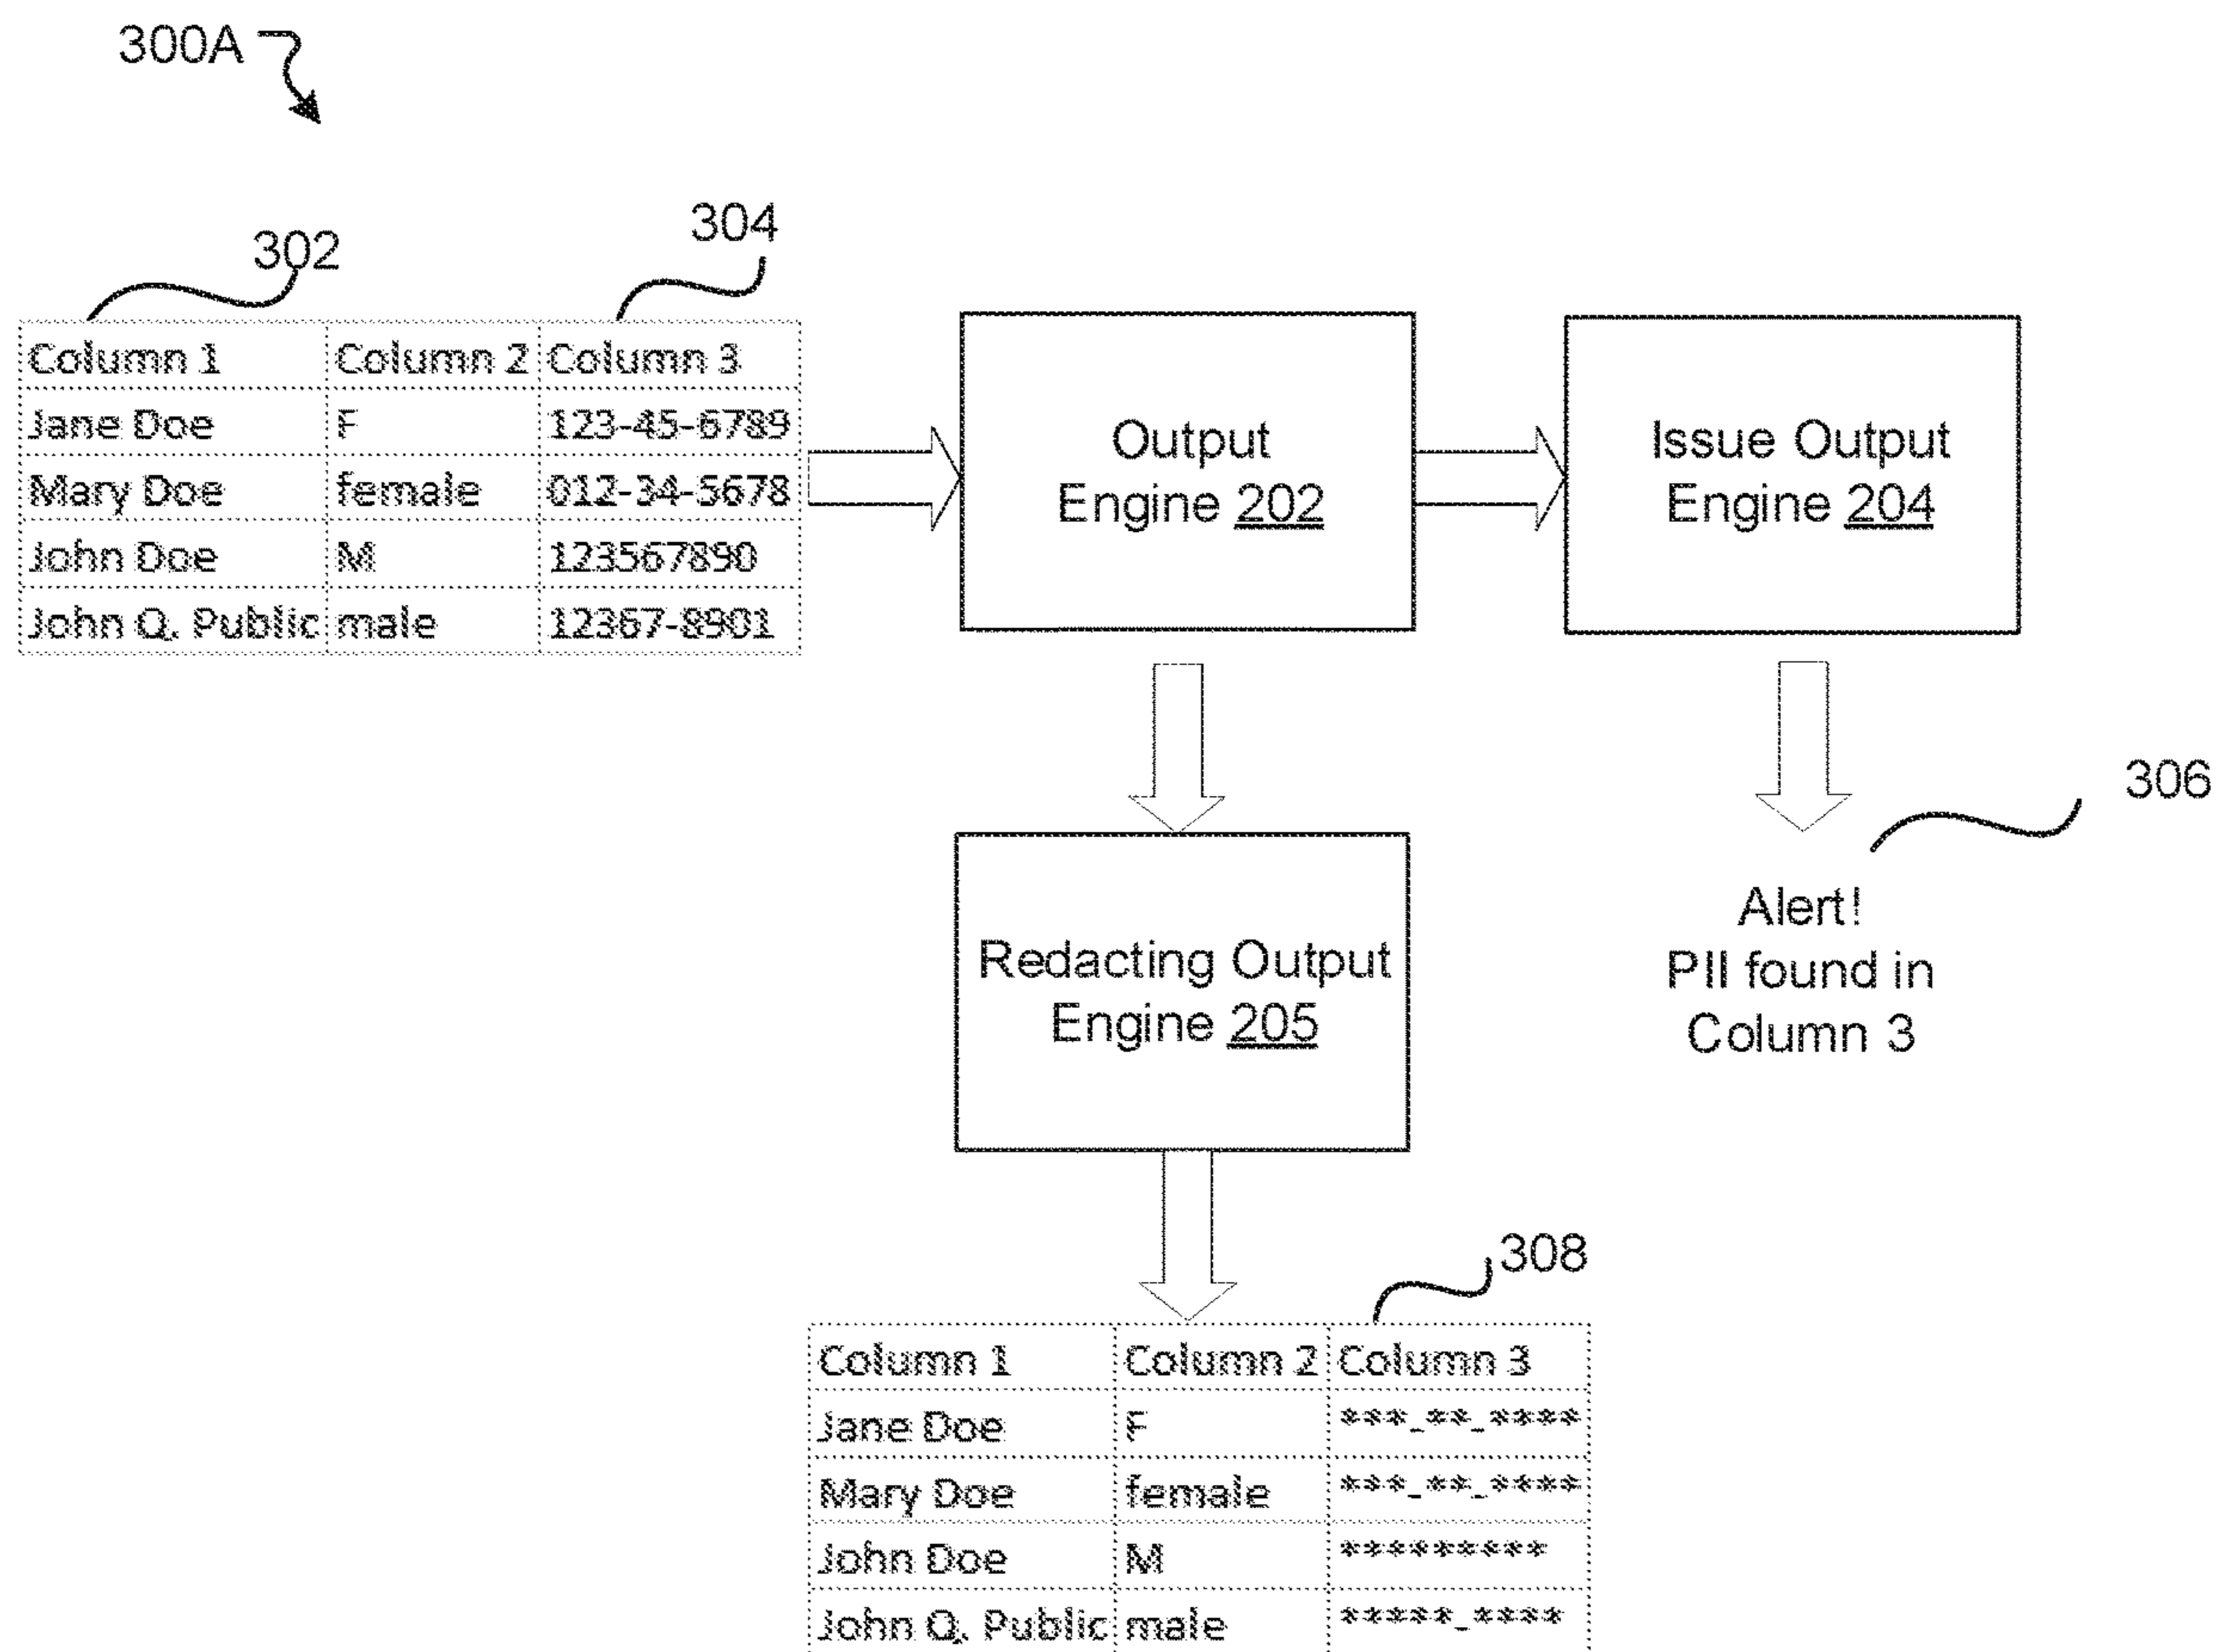 300A
302
304
Column 1 Column 2 Column 3
Jane Doe F 123-45-6789
Mary Doe female 012-34-5678
John Doe M 123567890
John Q. Public male 12367-8901
Output
Engine 202
Issue Output
Engine 204
306
Alert!
PII found in
Column 3
Redacting Output
Engine 205
308
Column 1 Column 2 Column 3
Jane Doe F ***-**-****
Mary Doe female ***-**-****
John Doe M *********
John Q. Public male *****-****